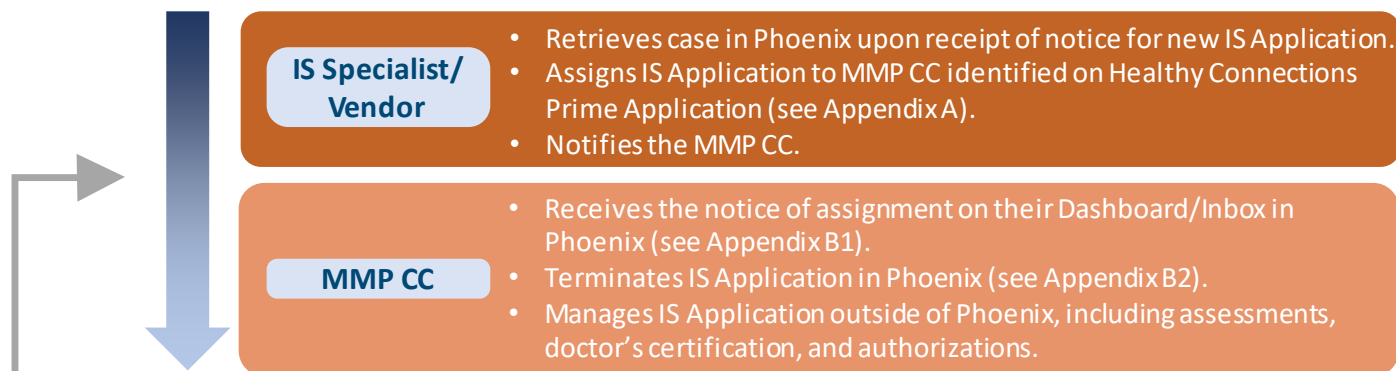 IS Specialist/
Vendor
• Retrieves case in Phoenix upon receipt of notice for new IS Application.
• Assigns IS Application to MMP CC identified on Healthy Connections
Prime Application (see Appendix A).
• Notifies the MMP CC.
MMP CC
• Receives the notice of assignment on their Dashboard/Inbox in
Phoenix (see Appendix B1).
• Terminates IS Application in Phoenix (see Appendix B2).
• Manages IS Application outside of Phoenix, including assessments,
doctor's certification, and authorizations.